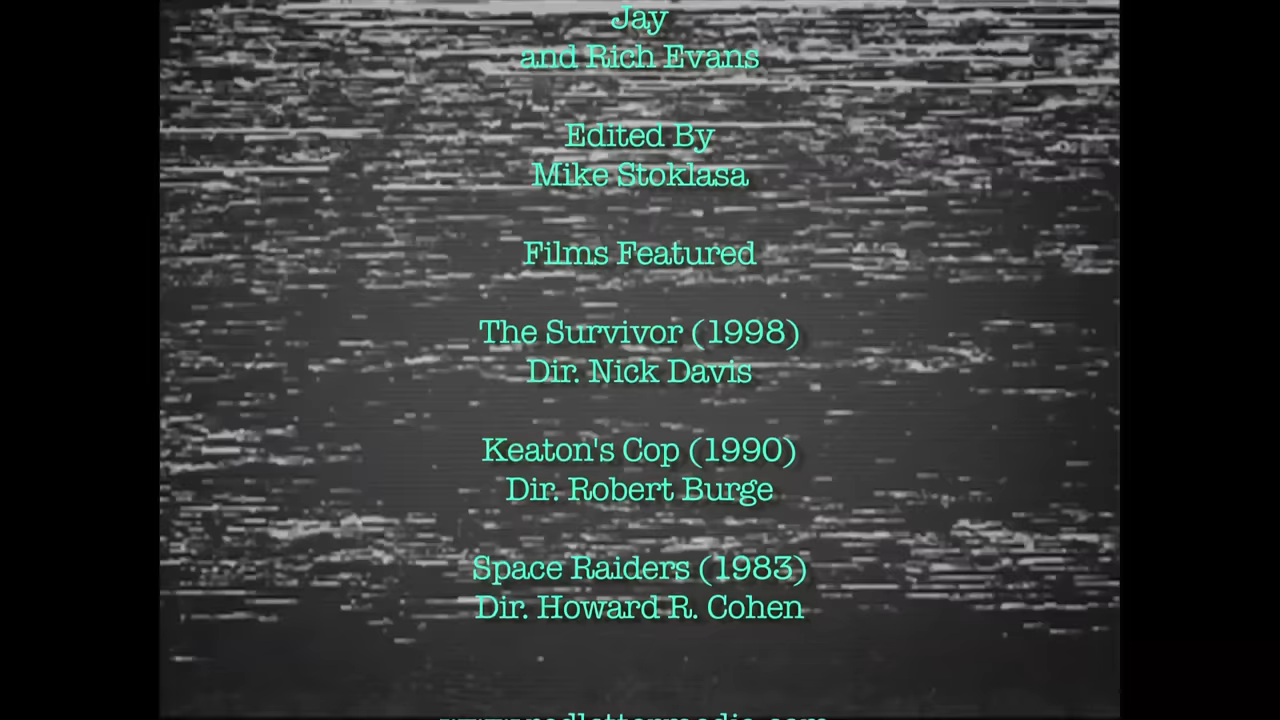 Jay
and Rich Evans
Edited By
Mike Stoklasa
Films Featured
The Survivor (1998)
Dir. Nick Davis
Keaton's Cop (1990)
Dir. Robert Burge
Space Raiders (1983)
Dir. Howard R. Cohen